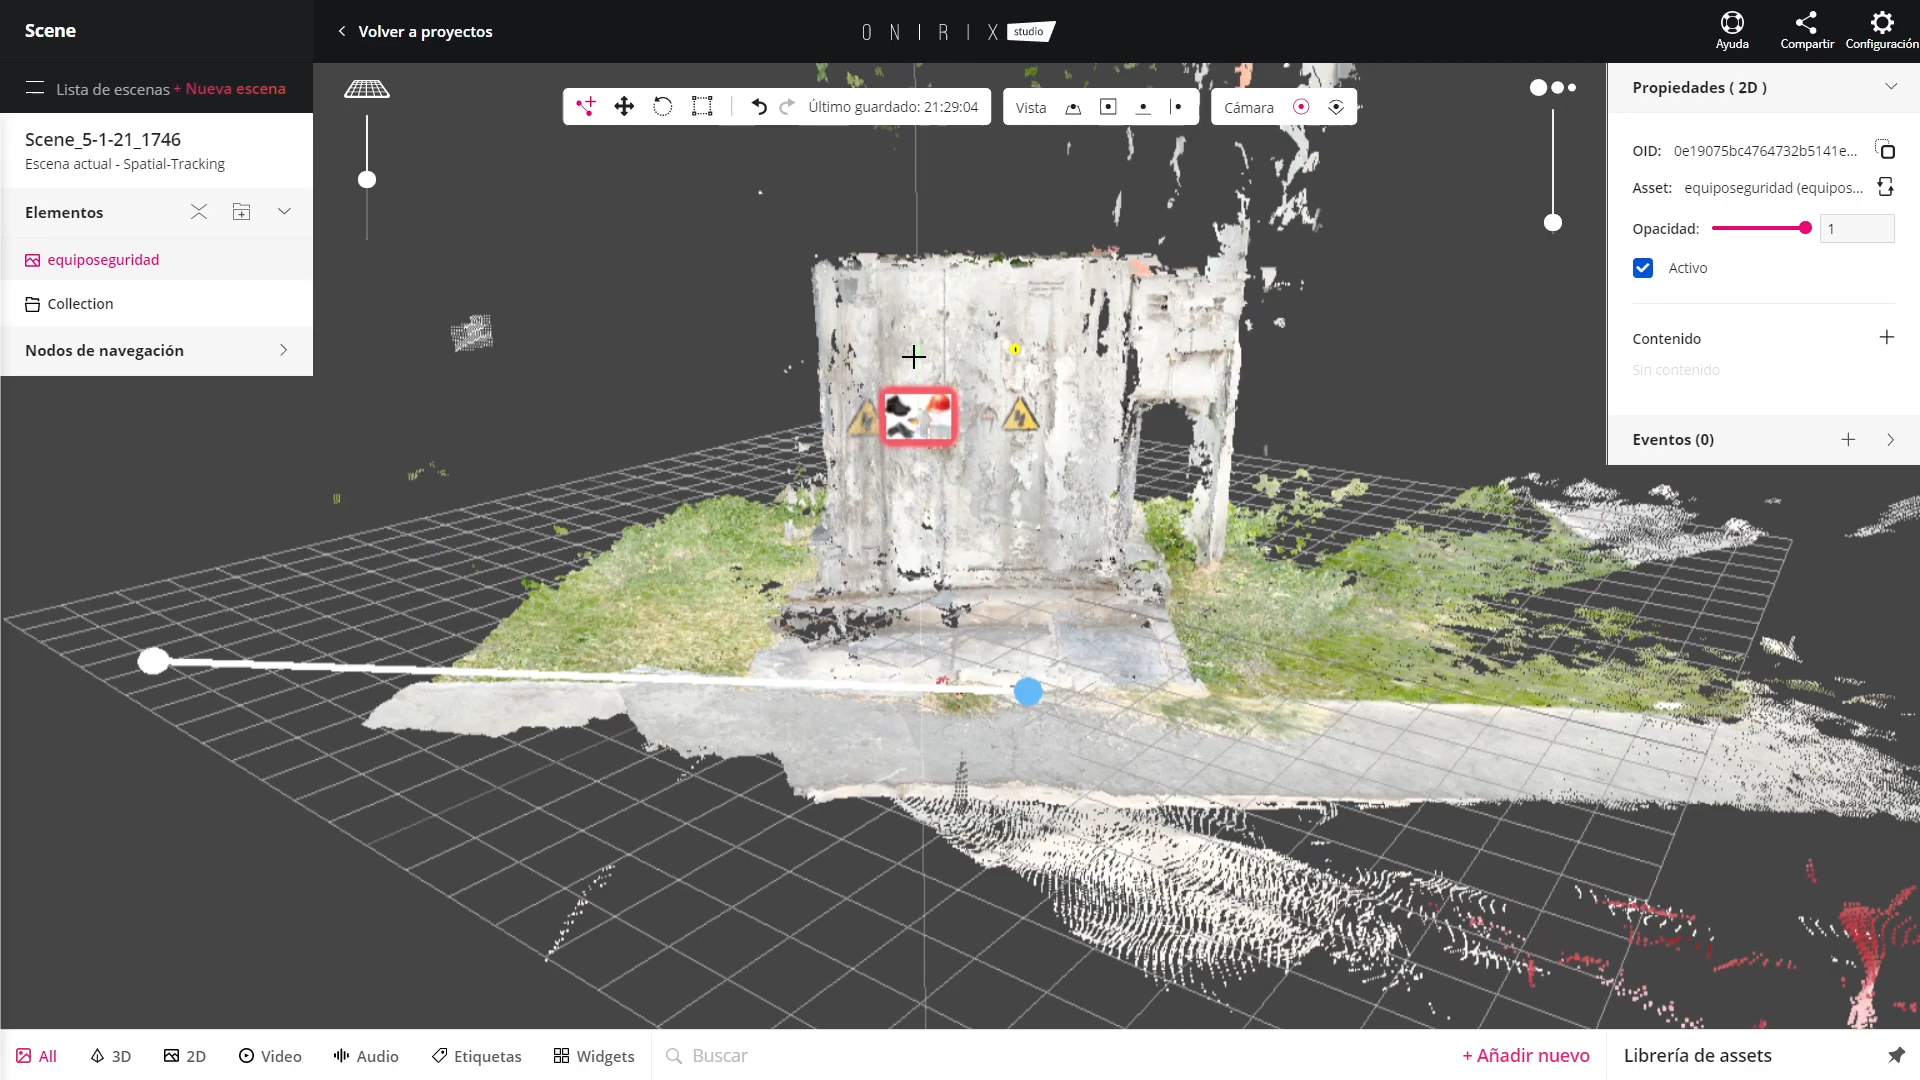 Scene
Volver a proyectos
ONIRIX studio
Ayuda
Compartir
Configuración
Lista de escenas + Nueva escena
Scene_5-1-21_1746
Escena actual - Spatial-Tracking
Elementos
equiposeguridad
Collection
Nodos de navegación
Último guardado: 21:29:04
Vista
Cámara
Propiedades ( 2D )
OID: 0e19075bc4764732b5141e...
Asset: equiposeguridad (equipos...
Opacidad: 1
Activo
Contenido
Sin contenido
Eventos (0)
All
3D
2D
Video
Audio
Etiquetas
Widgets
Buscar
+ Añadir nuevo
Librería de assets